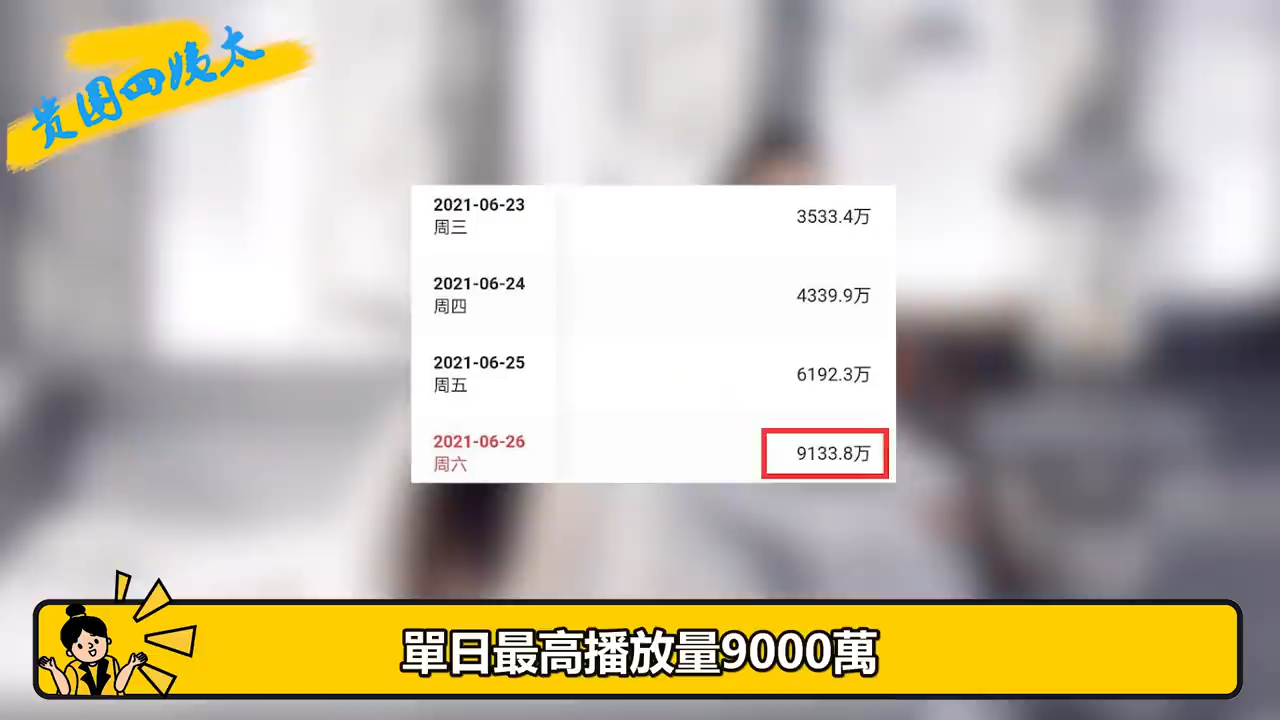 贵圈四姨太
2021-06-23
周三
3533.4万
2021-06-24
周四
4339.9万
2021-06-25
周五
6192.3万
2021-06-26
周六
9133.8万
單日最高播放量9000萬